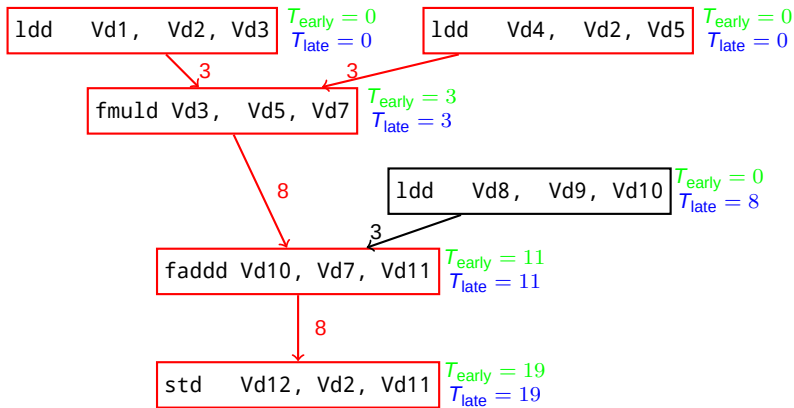 ldd Vd1, Vd2, Vd3 T_early = 0 ldd Vd4, Vd2, Vd5 T_early = 0
T_late = 0 T_late = 0
3 3
fmuld Vd3, Vd5, Vd7 T_early = 3
T_late = 3
8
ldd Vd8, Vd9, Vd10 T_early = 0
T_late = 8
3
faddd Vd10, Vd7, Vd11 T_early = 11
T_late = 11
8
std Vd12, Vd2, Vd11 T_early = 19
T_late = 19